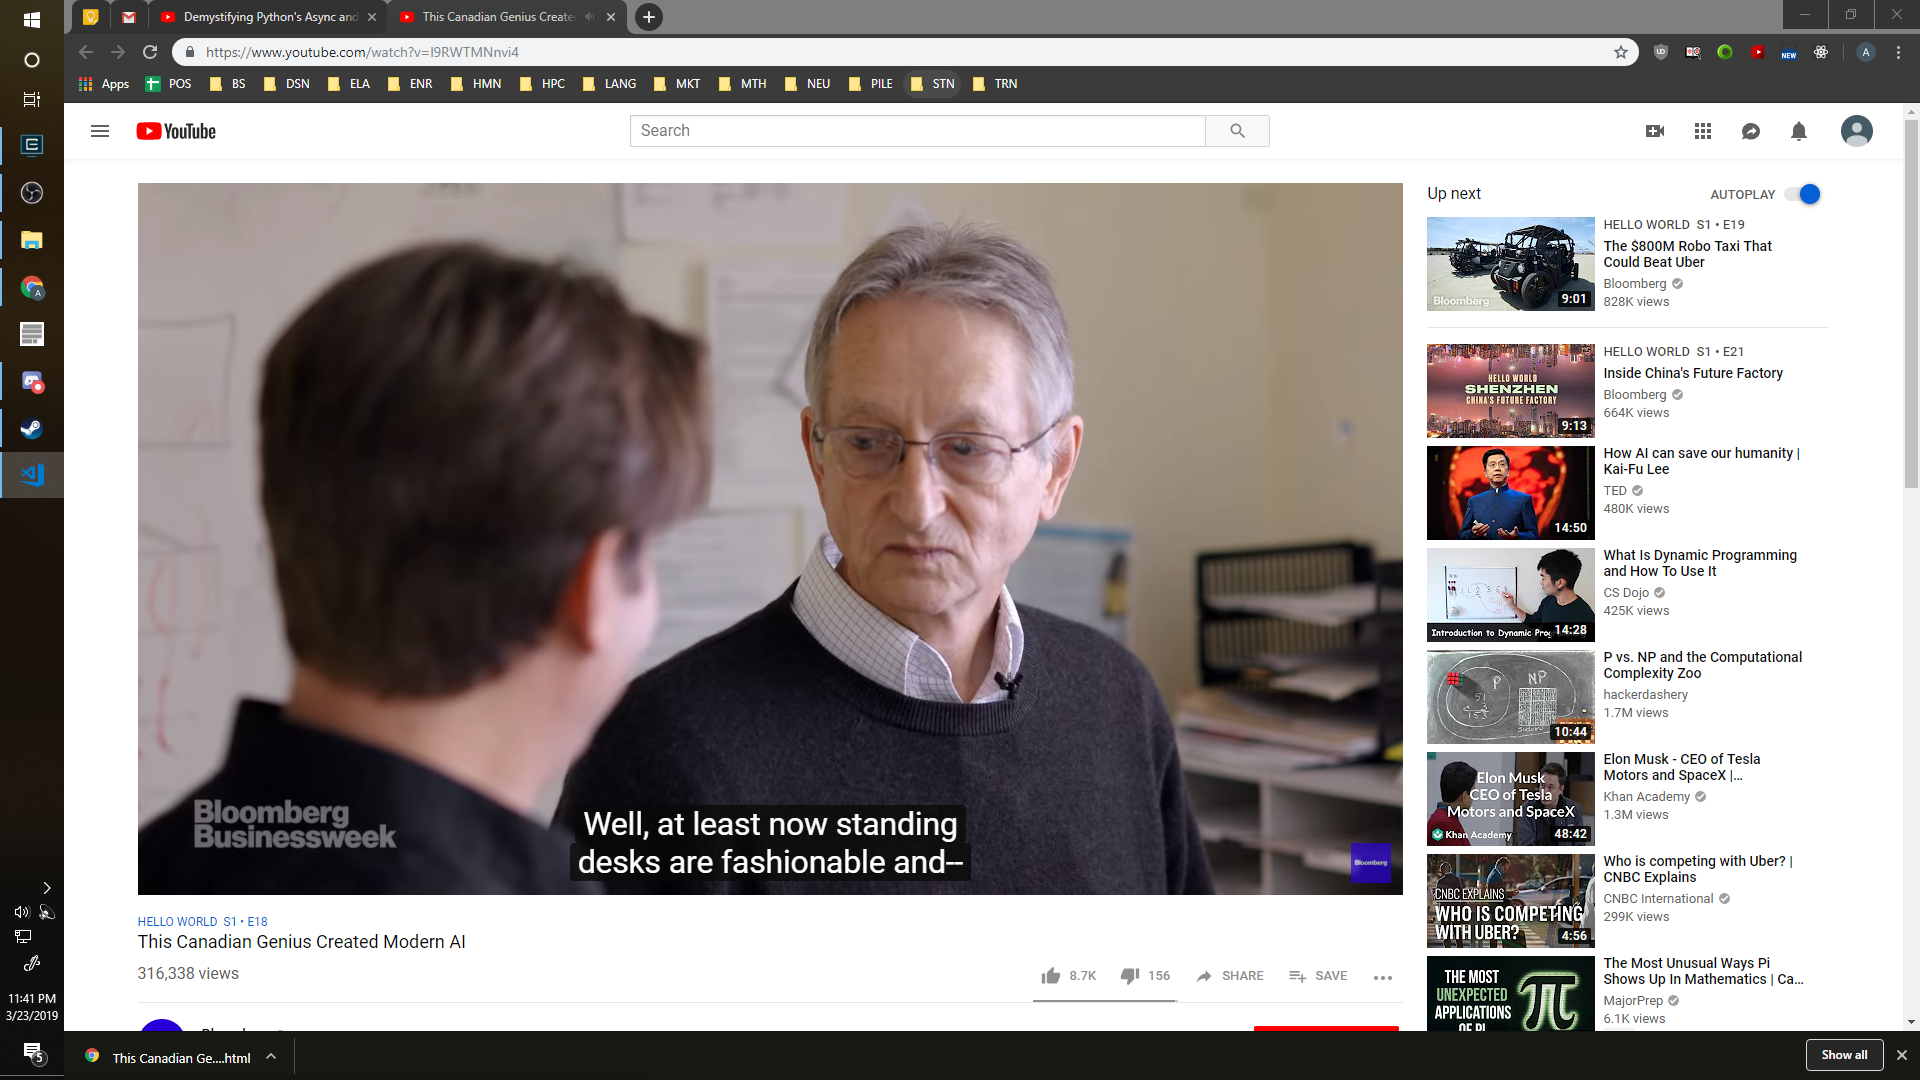 Demystifying Python's Async and
This Canadian Genius Create
https://www.youtube.com/watch?v=I9RWTMNnvi4
A
Apps
POS
BS
DSN
ELA
ENR
HMN
HPC
LANG
MKT
MTH
NEU
PILE
STN
TRN
NEW
YouTube
Search
Bloomberg
Businessweek
Well, at least now standing
desks are fashionable and--
Bloomberg
HELLO WORLD S1 • E18
This Canadian Genius Created Modern AI
316,338 views
8.7K
156
SHARE
SAVE
Up next
AUTOPLAY
Bloomberg
9:01
HELLO WORLD S1 • E19
The $800M Robo Taxi That
Could Beat Uber
Bloomberg
828K views
HELLO WORLD
SHENZHEN
CHINA'S FUTURE FACTORY
9:13
HELLO WORLD S1 • E21
Inside China's Future Factory
Bloomberg
664K views
14:50
How AI can save our humanity |
Kai-Fu Lee
TED
480K views
Introduction to Dynamic
14:28
What Is Dynamic Programming
and How To Use It
CS Dojo
425K views
P
NP
10:44
P vs. NP and the Computational
Complexity Zoo
hackerdashery
1.7M views
Elon Musk
CEO of Tesla
Motors and SpaceX
Khan Academy
48:42
Elon Musk - CEO of Tesla
Motors and SpaceX |...
Khan Academy
1.3M views
CNBC EXPLAINS
WHO IS COMPETING
WITH UBER?
4:56
Who is competing with Uber? |
CNBC Explains
CNBC International
299K views
THE MOST
UNEXPECTED
APPLICATIONS
OF PI
The Most Unusual Ways Pi
Shows Up In Mathematics | Ca...
MajorPrep
6.1K views
11:41 PM
3/23/2019
5
This Canadian Ge....html
Show all